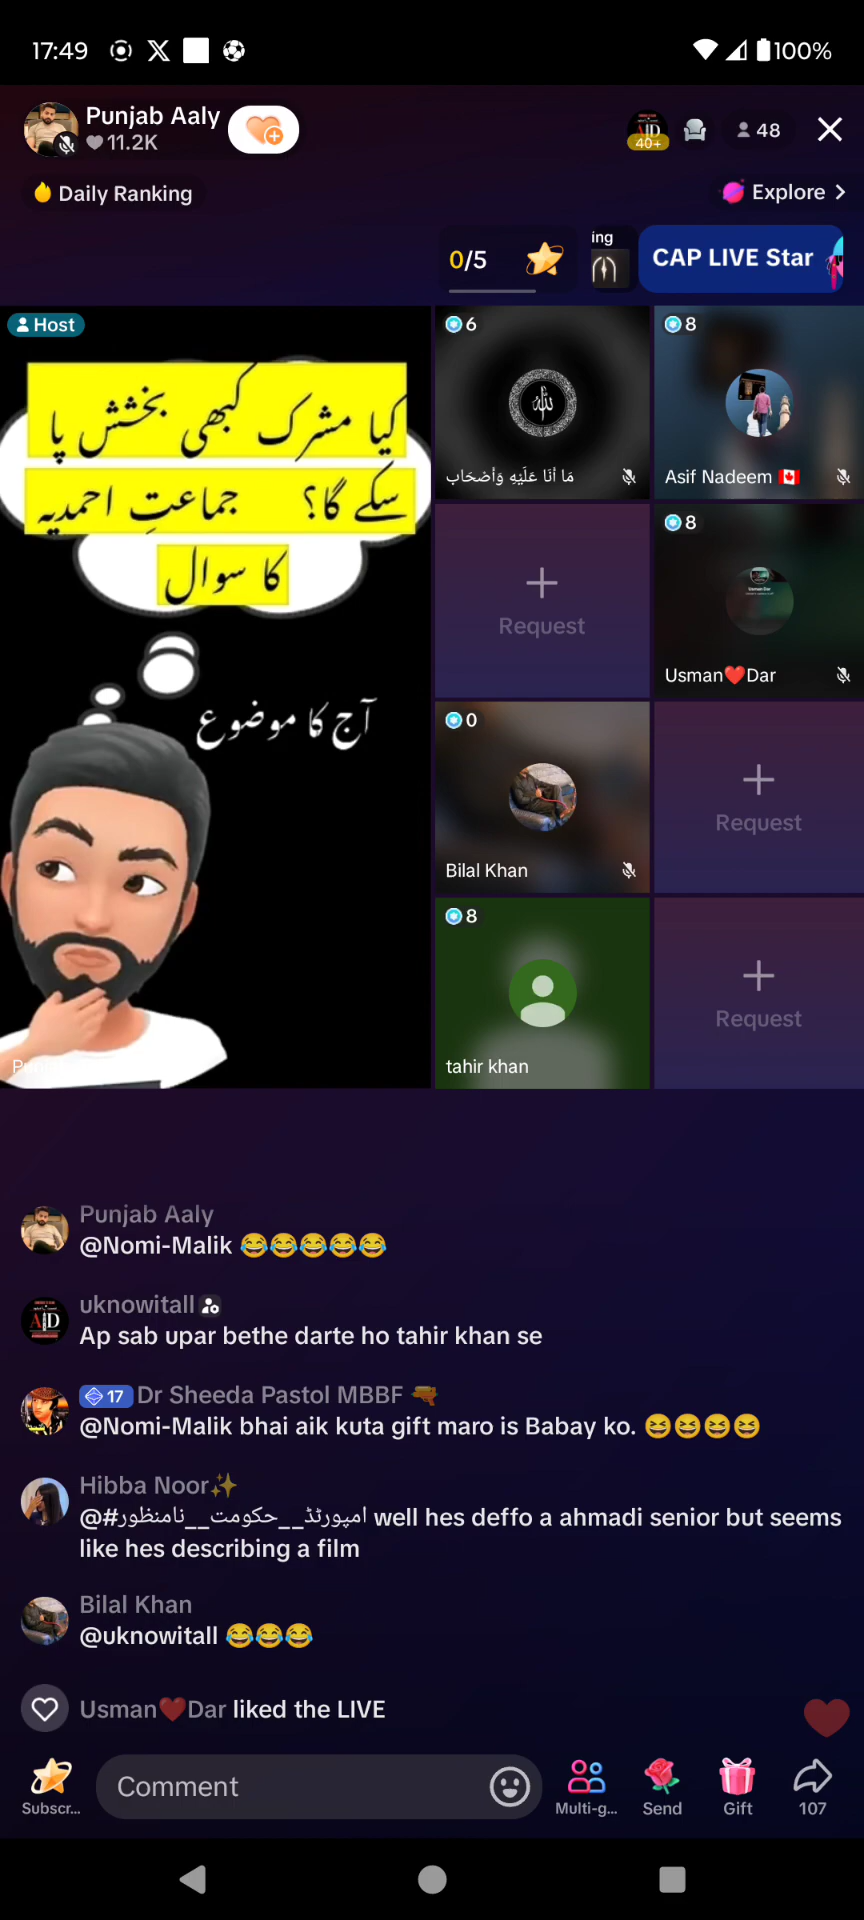 17:49
100%
Punjab Aaly
11.2K
40+
48
Daily Ranking
Explore
0/5
ing
CAP LIVE Star
Host
کیا مشرک کبھی بخشش پا
سکے گا؟ جماعتِ احمدیہ
کا سوال
آج کا موضوع
6
مَا أَنَا عَلَيْهِ وَأَصْحَاب
8
Asif Nadeem 🇨🇦
Request
8
Usman❤️Dar
0
Bilal Khan
Request
8
tahir khan
Request
Punjab Aaly
@Nomi-Malik 😂😂😂😂😂
uknowitall
Ap sab upar bethe darte ho tahir khan se
17 Dr Sheeda Pastol MBBF 🔫
@Nomi-Malik bhai aik kuta gift maro is Babay ko. 😆😆😆😆
Hibba Noor✨
@#امپورٹڈ__حکومت__نامنظور well hes deffo a ahmadi senior but seems
like hes describing a film
Bilal Khan
@uknowitall 😂😂😂
Usman❤️Dar liked the LIVE
Comment
Subscr...
Multi-g...
Send
Gift
107